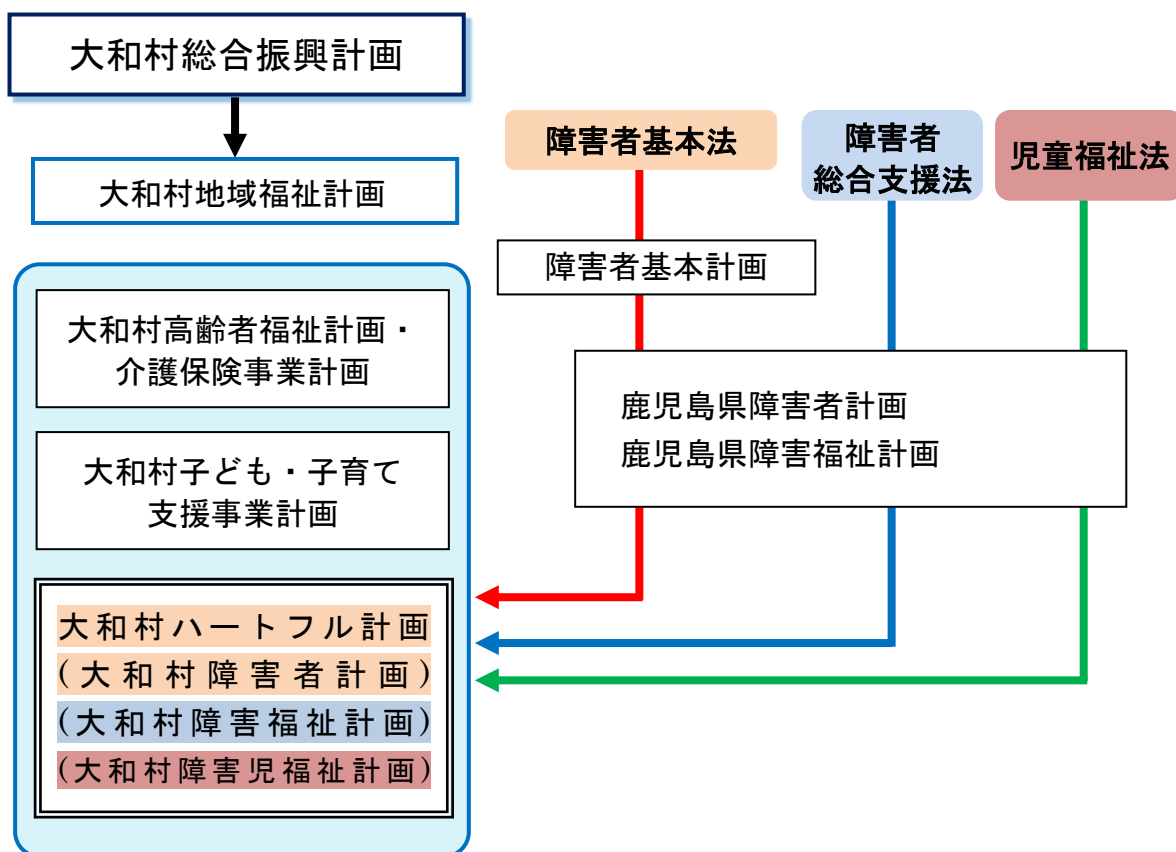 大和村総合振興計画
大和村地域福祉計画
障害者基本法
障害者
総合支援法
児童福祉法
障害者基本計画
大和村高齢者福祉計画・
介護保険事業計画
鹿児島県障害者計画
鹿児島県障害福祉計画
大和村子ども・子育て
支援事業計画
大和村ハートフル計画
(大和村障害者計画)
(大和村障害福祉計画)
(大和村障害児福祉計画)